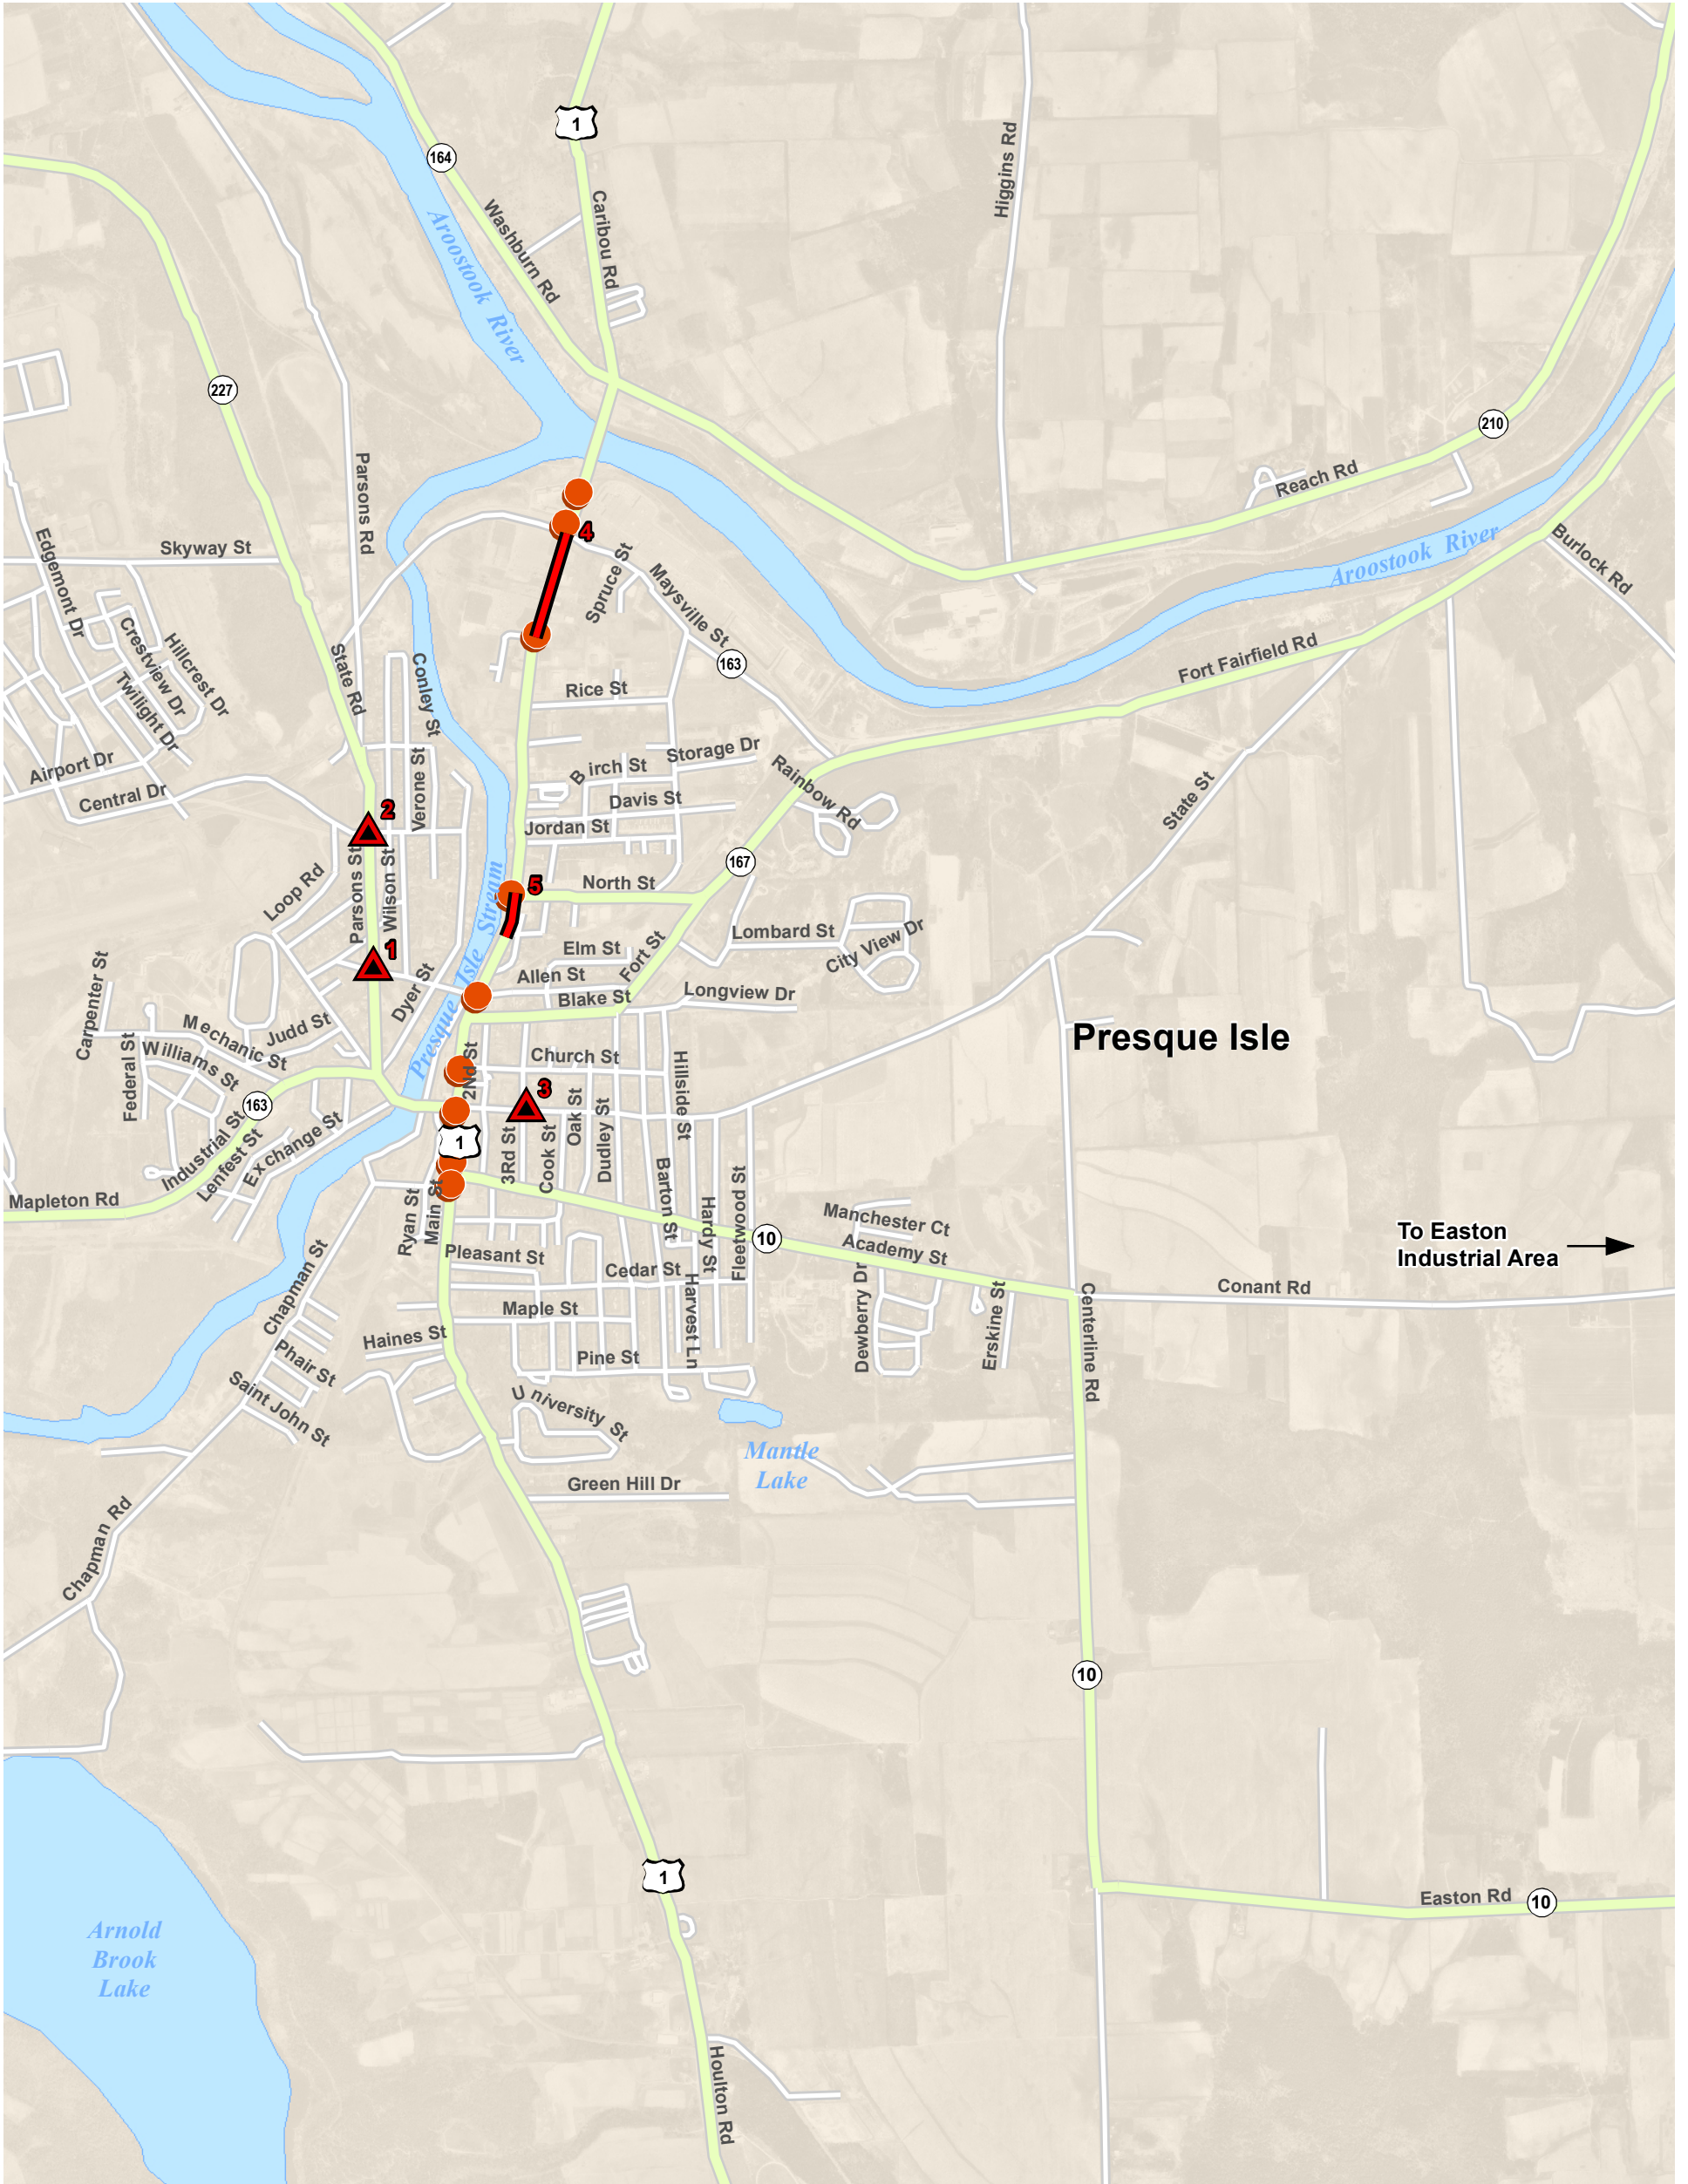 1
164
Higgins Rd
Caribou Rd
Washburn Rd
Aroostook River
227
210
Reach Rd
Parsons Rd
Skyway St
4
Edgemont Dr
Spruce St
Maysville St
Aroostook River
Burlock Rd
Crestview Dr
Hillcrest Dr
Twilight Dr
State Rd
Conley St
163
Fort Fairfield Rd
Rice St
Airport Dr
Central Dr
Verone St
Birch St
Storage Dr
Rainbow Rd
Davis St
Jordan St
State St
2
Parsons St
Wilson St
Loop Rd
167
5
North St
Presque Isle Stream
Lombard St
City View Dr
Elm St
Fort St
Allen St
Blake St
Longview Dr
1
Dyer St
Carpenter St
Federal St
Mechanic St
Judd St
Williams St
163
Presque Isle
2Nd St
Church St
Hillside St
3
Oak St
Dudley St
Cook St
3Rd St
1
Industrial St
Lenfest St
Exchange St
Mapleton Rd
Ryan St
Main St
Barton St
Hardy St
Fleetwood St
10
Manchester Ct
Academy St
To Easton
Industrial Area
Conant Rd
Pleasant St
Cedar St
Harvest Ln
Dewberry Dr
Erskine St
Centerline Rd
Chapman St
Maple St
Haines St
Phair St
Pine St
Saint John St
University St
Mantle
Lake
Green Hill Dr
Chapman Rd
10
1
Easton Rd
10
Arnold
Brook
Lake
Houlton Rd